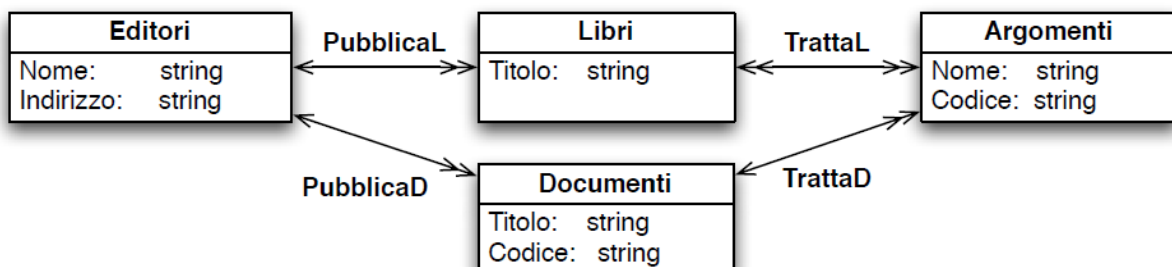 Editori
Nome: string
Indirizzo: string
PubblicaL
Libri
Titolo: string
TrattaL
Argomenti
Nome: string
Codice: string
PubblicaD
Documenti
Titolo: string
Codice: string
TrattaD